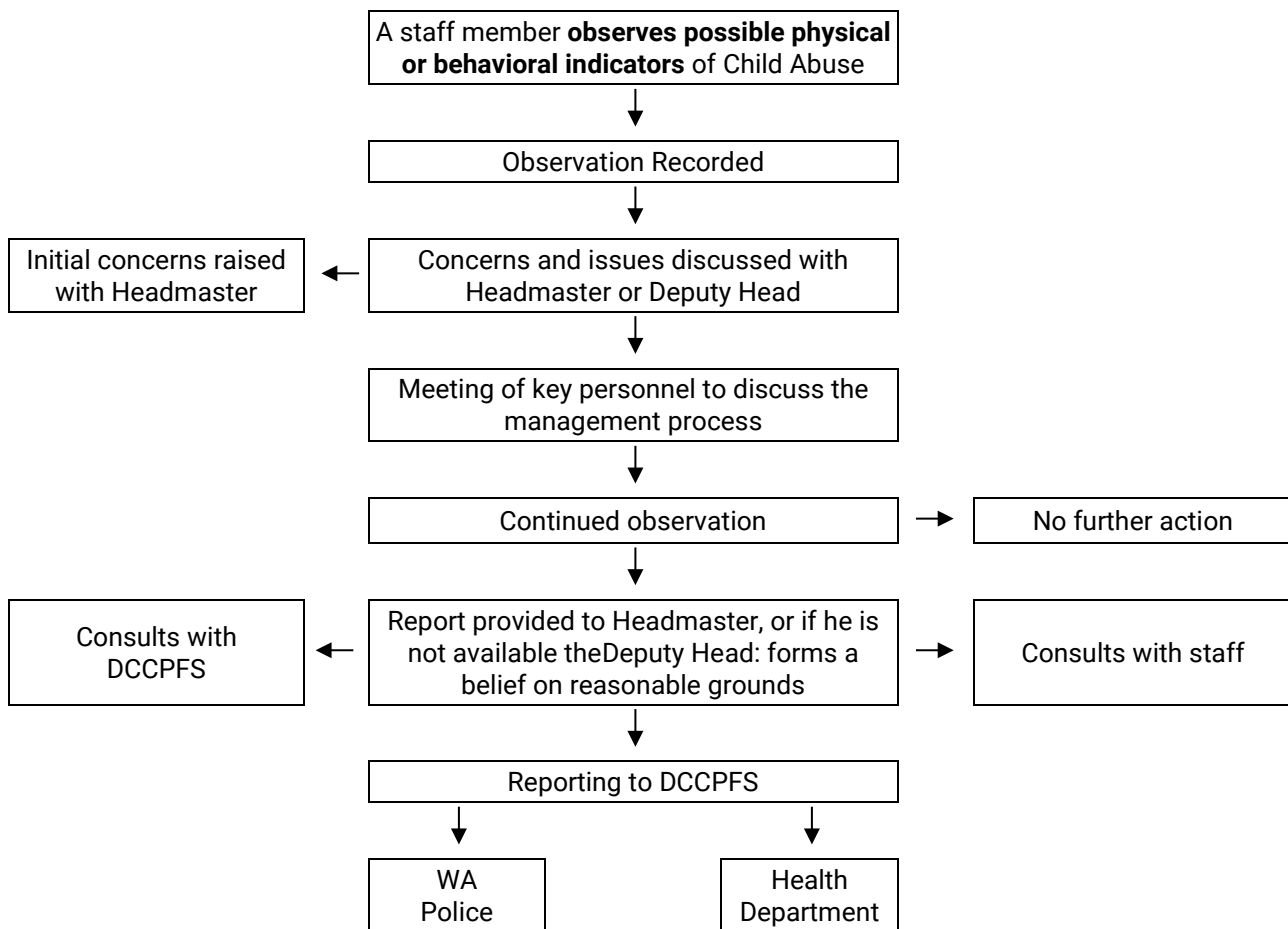 A staff member observes possible physical
or behavioral indicators of Child Abuse
Observation Recorded
Initial concerns raised
with Headmaster
Concerns and issues discussed with
Headmaster or Deputy Head
Meeting of key personnel to discuss the
management process
Continued observation
No further action
Consults with
DCCPFS
Report provided to Headmaster, or if he is
not available theDeputy Head: forms a
belief on reasonable grounds
Consults with staff
Reporting to DCCPFS
WA
Police
Health
Department